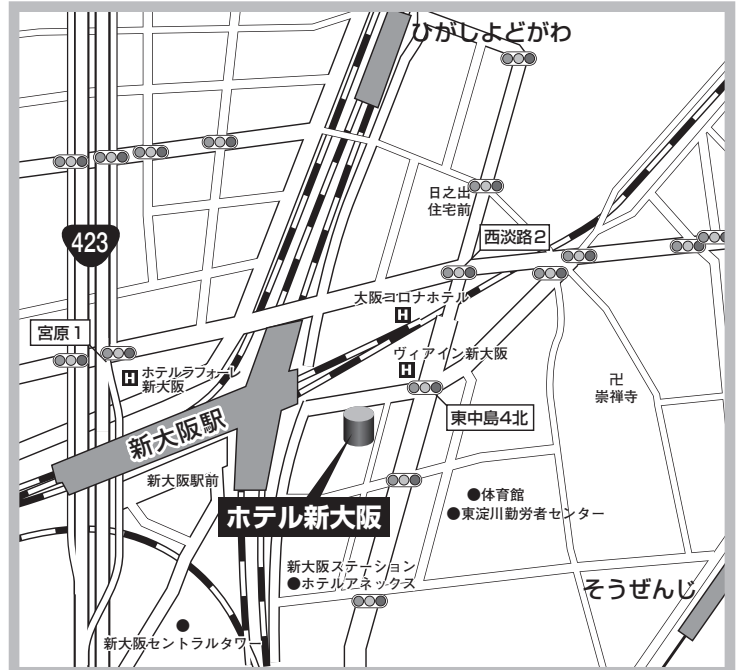 ひがしよどがわ
日之出
住宅前
西淡路2
423
大阪コロナホテル
宮原1
ヴィアイン新大阪
ホテルラフォーレ
新大阪
卍
崇禅寺
東中島4北
新大阪駅
新大阪駅前
体育館
東淀川勤労者センター
ホテル新大阪
新大阪ステーション
ホテルアネックス
そうぜんじ
新大阪セントラルタワー